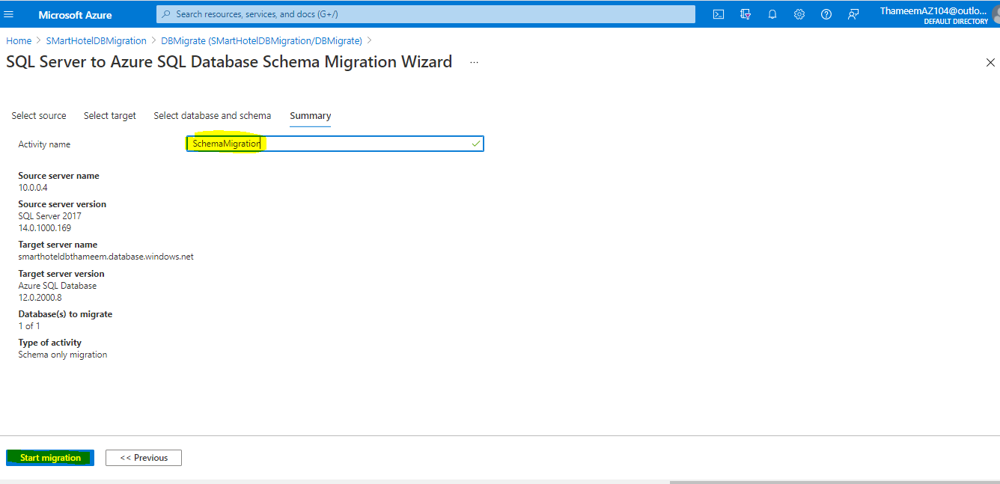 Microsoft Azure
Search resources, services, and docs (G+/)
ThameemAZ104@outlo...
DEFAULT DIRECTORY
Home > SMartHotelDBMigration > DBMigrate (SMartHotelDBMigration/DBMigrate) >
SQL Server to Azure SQL Database Schema Migration Wizard ...
Select source Select target Select database and schema Summary
Activity name SchemaMigration
Source server name
10.0.0.4
Source server version
SQL Server 2017
14.0.1000.169
Target server name
smarthoteldbthameem.database.windows.net
Target server version
Azure SQL Database
12.0.2000.8
Database(s) to migrate
1 of 1
Type of activity
Schema only migration
Start migration << Previous